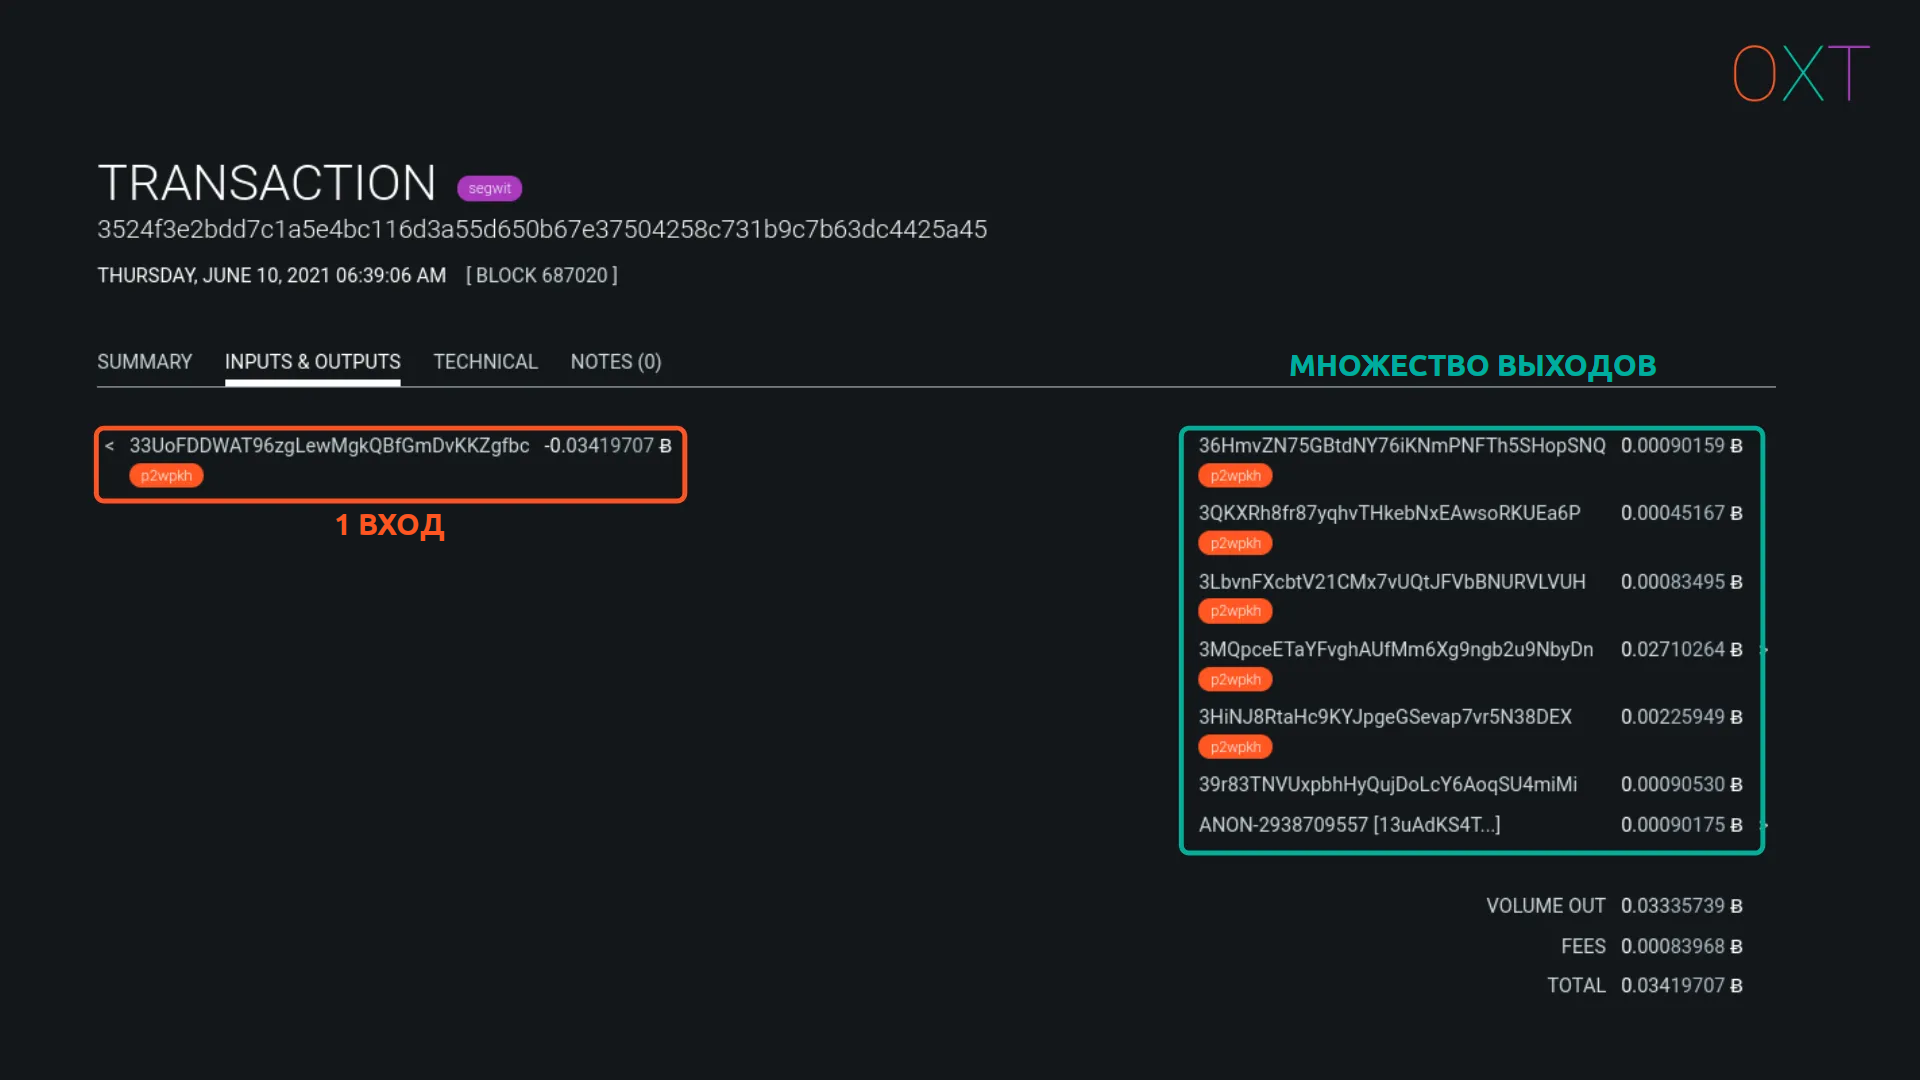 OXT
TRANSACTION segwit
3524f3e2bdd7c1a5e4bc116d3a55d650b67e37504258c731b9c7b63dc4425a45
THURSDAY, JUNE 10, 2021 06:39:06 AM [ BLOCK 687020 ]
SUMMARY INPUTS & OUTPUTS TECHNICAL NOTES (0)
МНОЖЕСТВО ВЫХОДОВ
< 33UoFDDWAT96zgLewMgkQBfGmDvKKZgfbc -0.03419707 Ƀ
p2wpkh
1 ВХОД
36HmvZN75GBtdNY76iKNmPNFTh5SHopSNQ 0.00090159 Ƀ
p2wpkh
3QKXRh8fr87yqhvTHkebNxEAwsoRKUEa6P 0.00045167 Ƀ
p2wpkh
3LbvnFXcbtV21CMx7vUQtJFVbBNURVLVUH 0.00083495 Ƀ
p2wpkh
3MQpceETaYFvghAUfMm6Xg9ngb2u9NbyDn 0.02710264 Ƀ >
p2wpkh
3HiNJ8RtaHc9KYJpgeGSevap7vr5N38DEX 0.00225949 Ƀ
p2wpkh
39r83TNVUxpbhHyQujDoLcY6AoqSU4miMi 0.00090530 Ƀ
ANON-2938709557 [13uAdKS4T...] 0.00090175 Ƀ >
VOLUME OUT 0.03335739 Ƀ
FEES 0.00083968 Ƀ
TOTAL 0.03419707 Ƀ